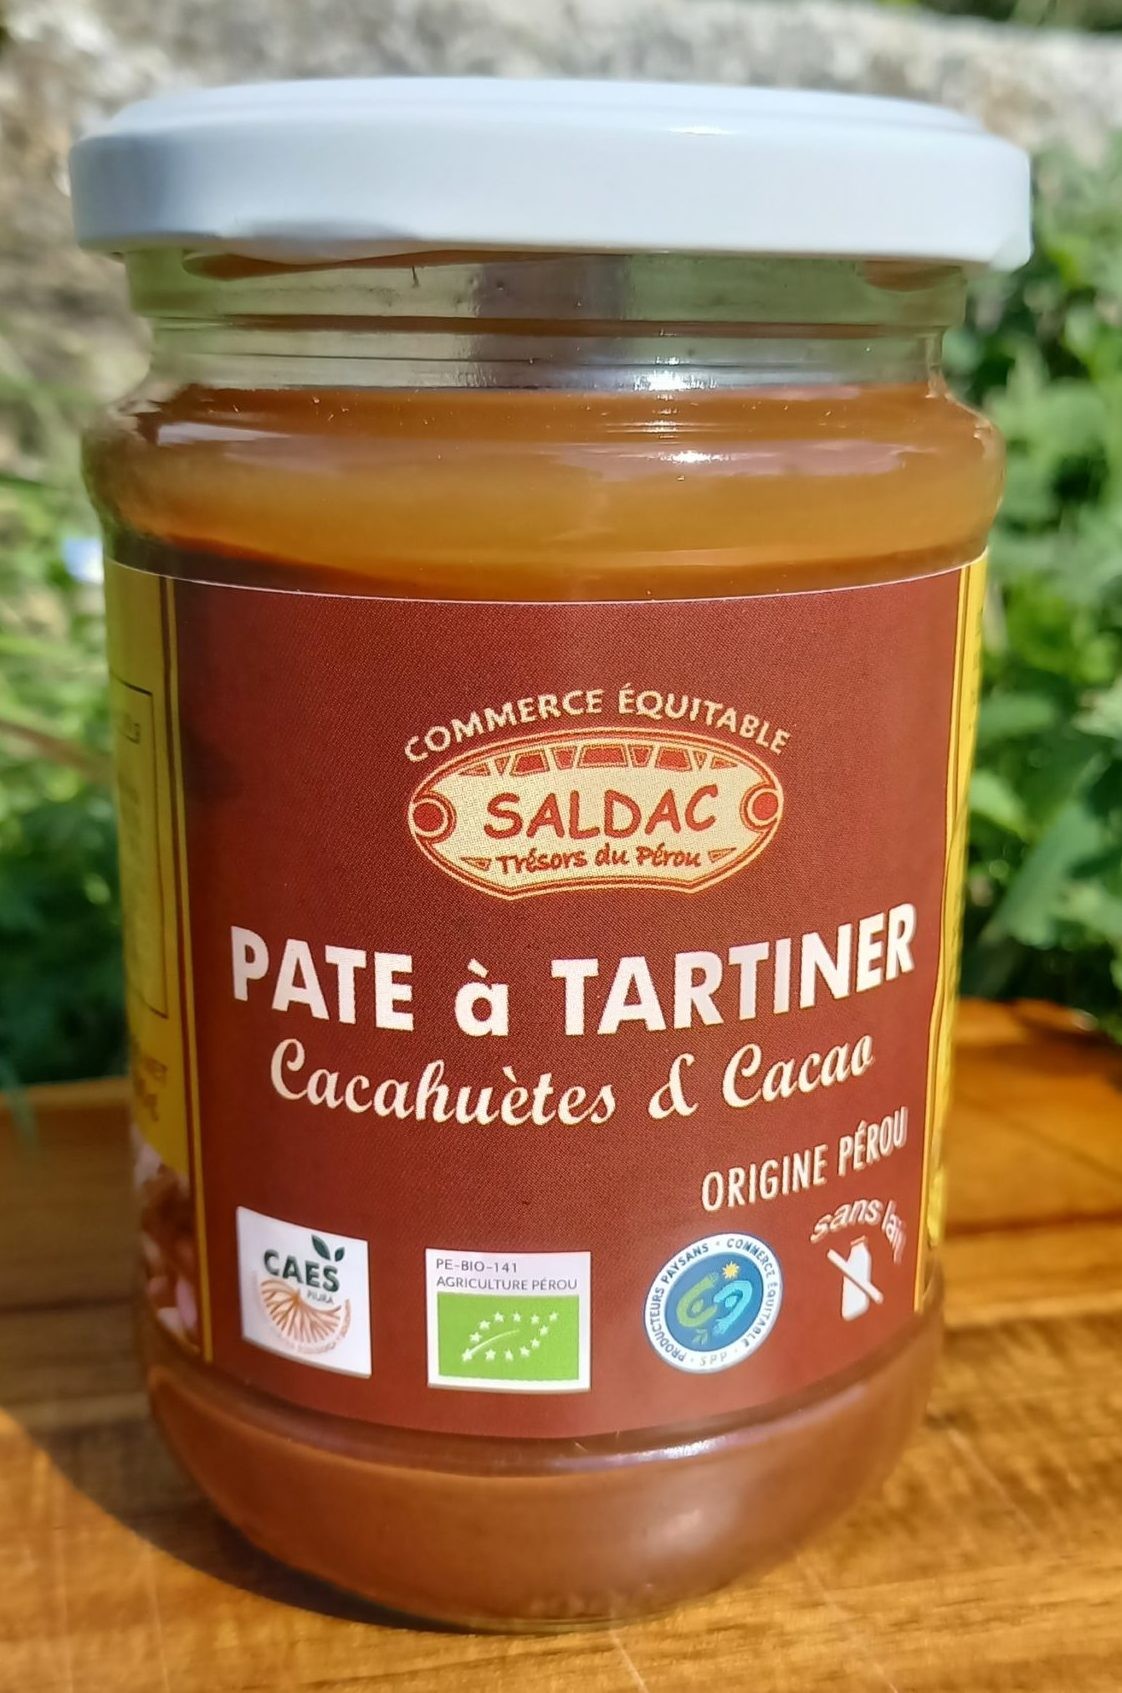 COMMERCE ÉQUITABLE
SALDAC
Trésors du Pérou
PATE à TARTINER
Cacahuètes & Cacao
ORIGINE PÉROU
sans
CAES
PIURA
PE-BIO-141
AGRICULTURE PÉROU
PRODUCTEURS PAYSANS · COMMERCE ÉQUITABLE · SPP ·